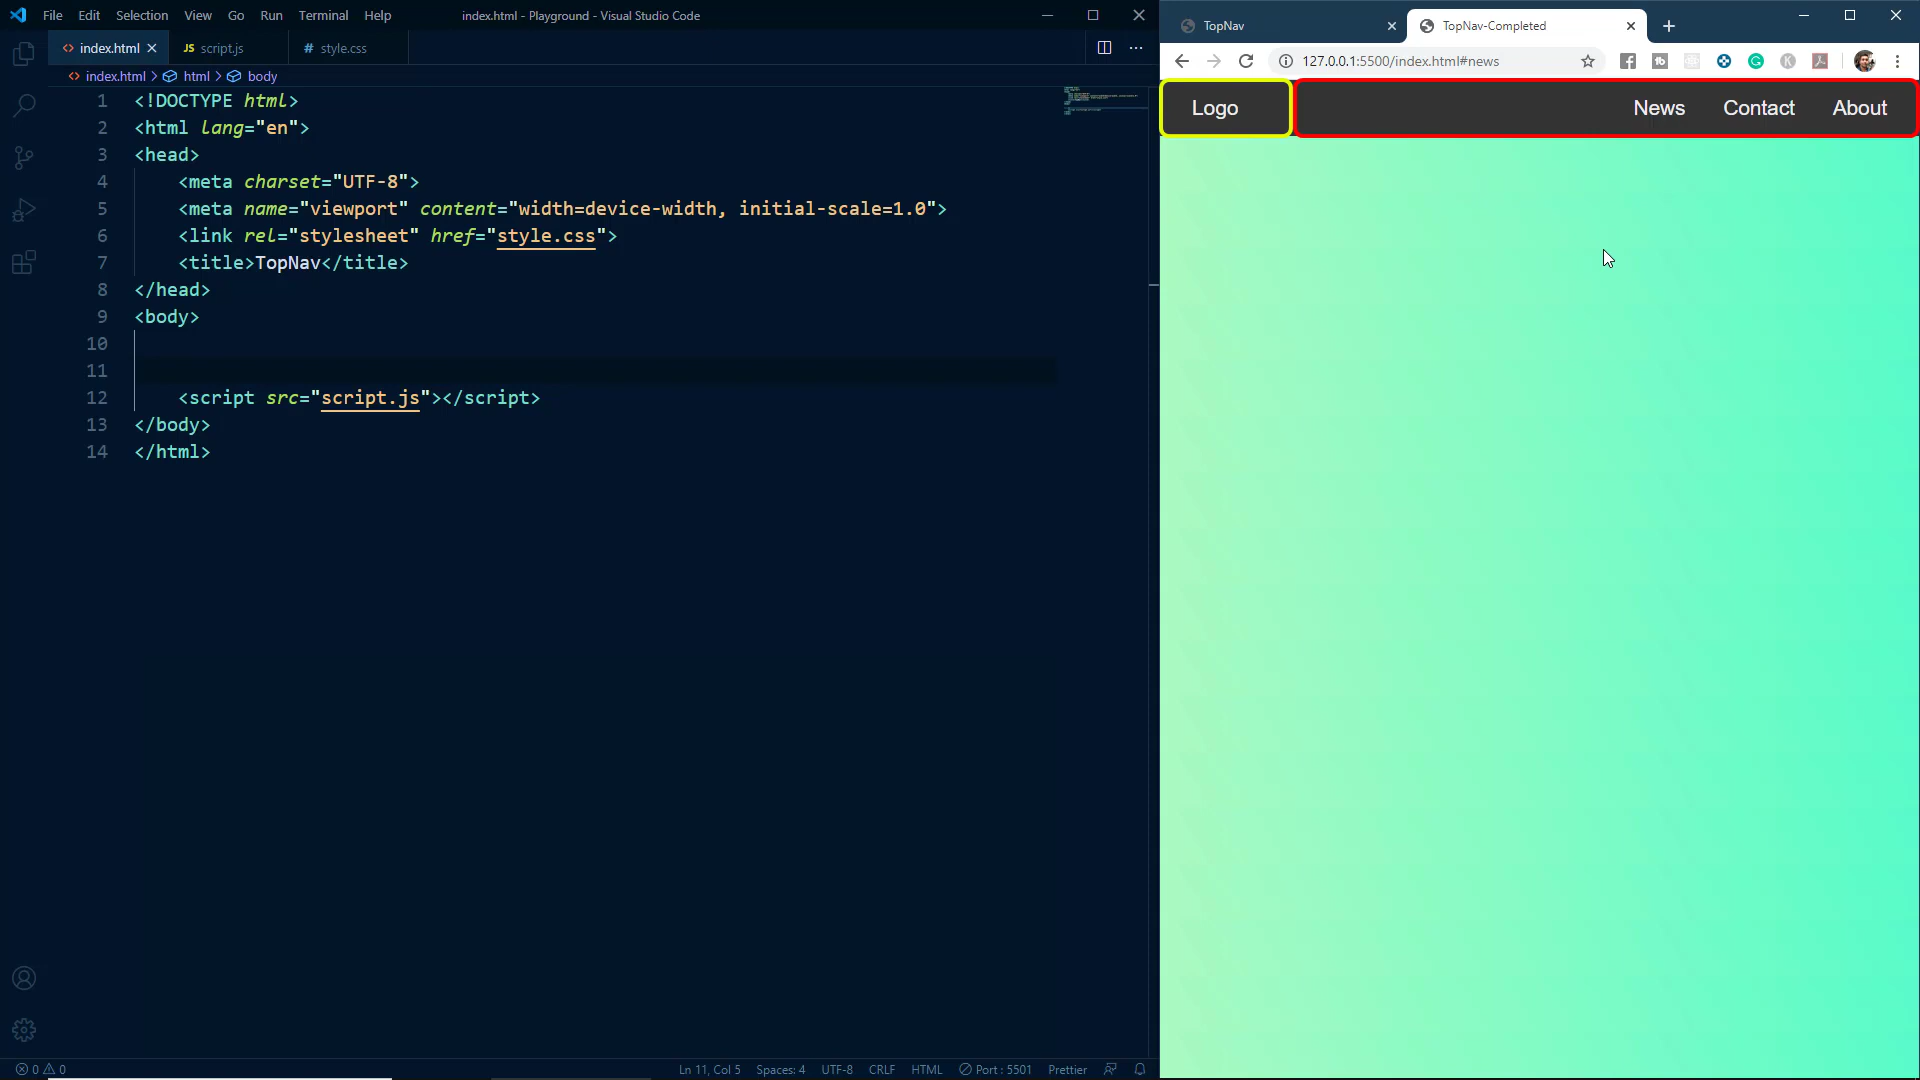 File Edit Selection View Go Run Terminal Help index.html - Playground - Visual Studio Code
index.html JS script.js # style.css
index.html > html > body
1 <!DOCTYPE html>
2 <html lang="en">
3 <head>
4 <meta charset="UTF-8">
5 <meta name="viewport" content="width=device-width, initial-scale=1.0">
6 <link rel="stylesheet" href="style.css">
7 <title>TopNav</title>
8 </head>
9 <body>
10
11
12 <script src="script.js"></script>
13 </body>
14 </html>
0 0 Ln 11, Col 5 Spaces: 4 UTF-8 CRLF HTML Port : 5501 Prettier
TopNav TopNav-Completed
127.0.0.1:5500/index.html#news
Logo News Contact About